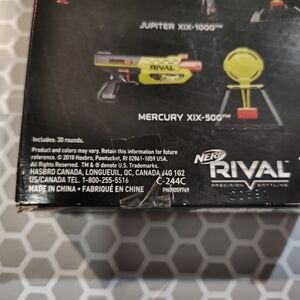 JUPITER XIX-1000™
RIVAL
MERCURY XIX-500™
Includes: 30 rounds.
Product and colors may vary. Retain this information for future
reference. © 2018 Hasbro, Pawtucket, RI 02861-1059 USA.
All Rights Reserved. TM & ® denote U.S. Trademarks.
HASBRO CANADA, LONGUEUIL, QC, CANADA J4G 1G2
US/CANADA TEL. 1-800-255-5516
C-244C
MADE IN CHINA • FABRIQUÉ EN CHINE
PN00059769
NERF
RIVAL
PRECISION BATTLING